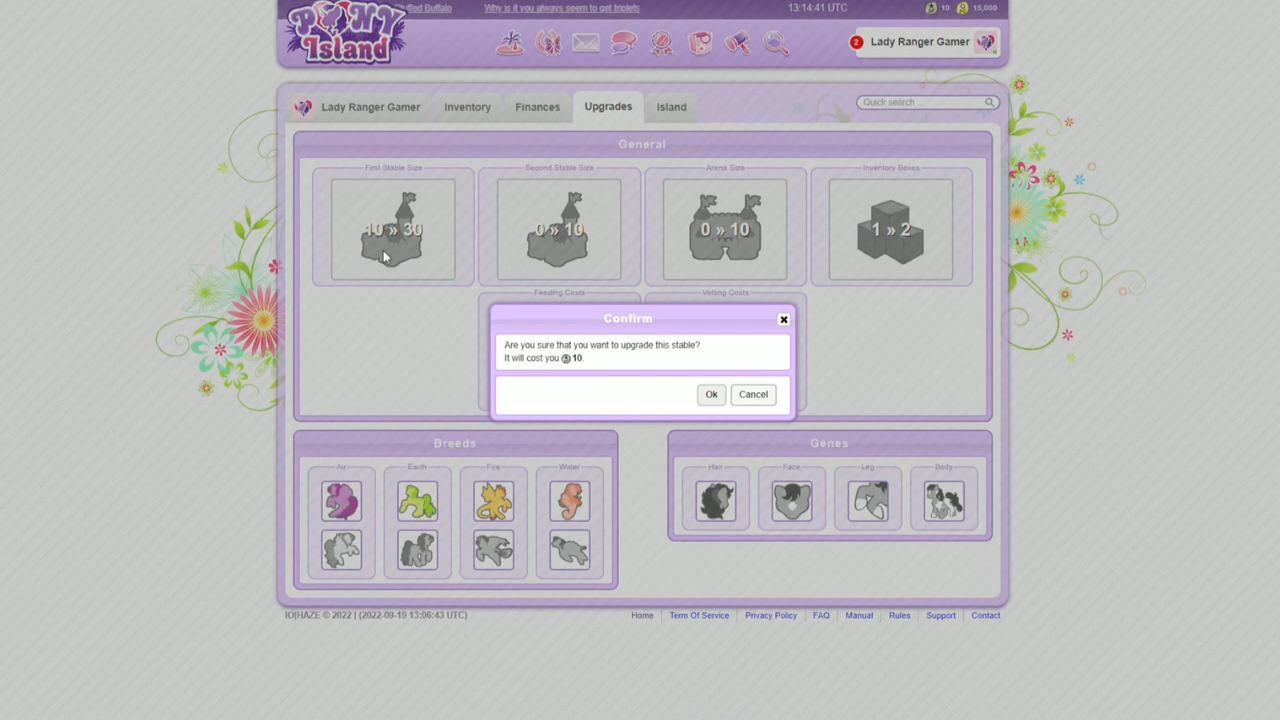 Buffalo
Why is it you always seem to get triplets
13:14:41 UTC
10
15,000
PONY
Island
2
Lady Ranger Gamer
Lady Ranger Gamer
Inventory
Finances
Upgrades
Island
Quick search ...
General
First Stable Size
Second Stable Size
Arena Size
Inventory Boxes
10 » 30
0 » 10
0 » 10
1 » 2
Feeding Costs
Vetting Costs
Confirm
Are you sure that you want to upgrade this stable?
It will cost you 10.
Ok
Cancel
Breeds
Genes
Air
Earth
Fire
Water
Hair
Face
Leg
Body
IO|HAZE © 2022 | (2022-09-19 13:06:43 UTC)
Home
Term Of Service
Privacy Policy
FAQ
Manual
Rules
Support
Contact